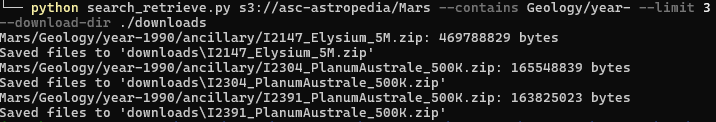 └── python search_retrieve.py s3://asc-astropedia/Mars --contains Geology/year- --limit 3
--download-dir ./downloads
Mars/Geology/year-1990/ancillary/I2147_Elysium_5M.zip: 469788829 bytes
Saved files to 'downloads\I2147_Elysium_5M.zip'
Mars/Geology/year-1990/ancillary/I2304_PlanumAustrale_500K.zip: 165548839 bytes
Saved files to 'downloads\I2304_PlanumAustrale_500K.zip'
Mars/Geology/year-1990/ancillary/I2391_PlanumAustrale_500K.zip: 163825023 bytes
Saved files to 'downloads\I2391_PlanumAustrale_500K.zip'